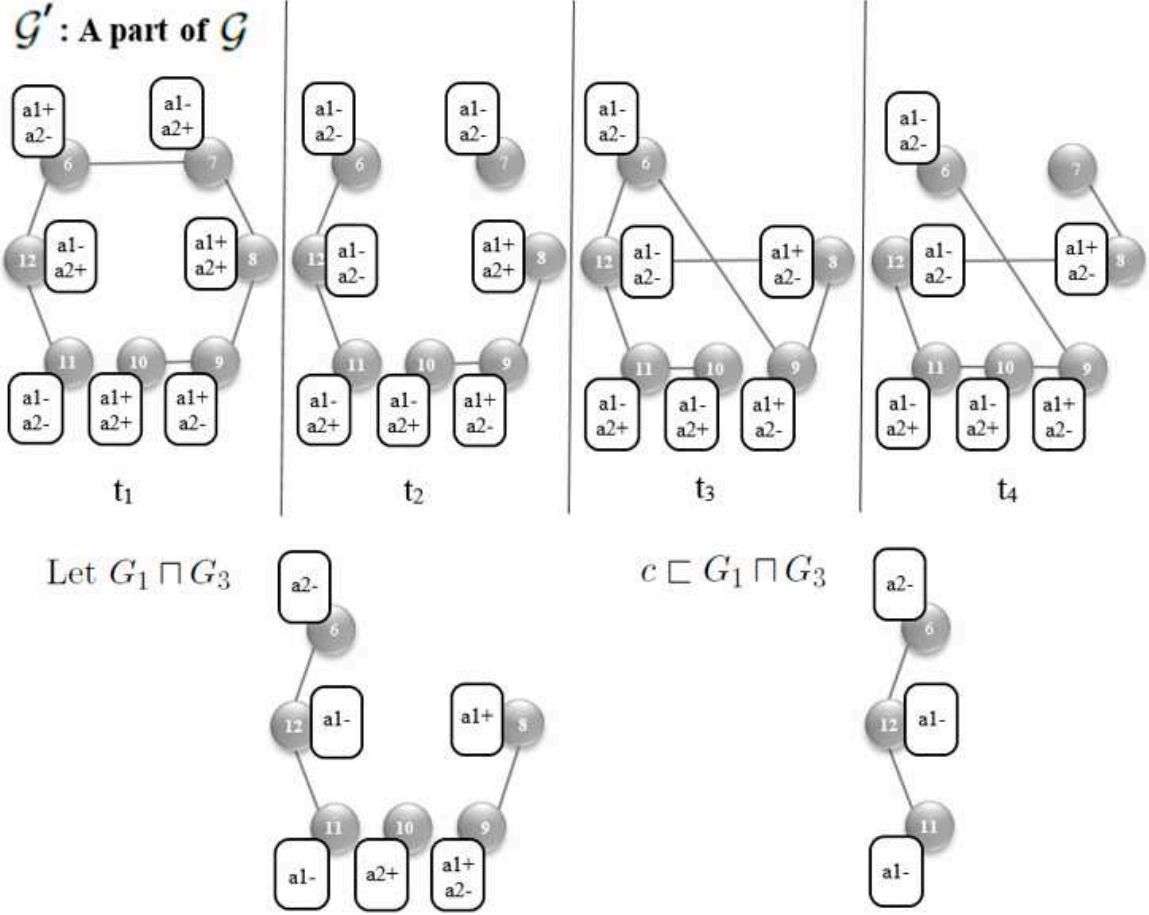 𝒢′ : A part of 𝒢
a1+
a2-
6
a1-
a2+
7
12
a1-
a2+
a1+
a2+
8
11
10
9
a1-
a2-
a1+
a2+
a1+
a2-
t₁
a1-
a2-
6
a1-
a2-
7
12
a1-
a2-
a1+
a2+
8
11
10
9
a1-
a2+
a1-
a2+
a1+
a2-
t₂
a1-
a2-
6
12
a1-
a2-
a1+
a2-
8
11
10
9
a1-
a2+
a1-
a2+
a1+
a2-
t₃
a1-
a2-
6
7
12
a1-
a2-
a1+
a2-
8
11
10
9
a1-
a2+
a1-
a2+
a1+
a2-
t₄
Let G₁ ⊓ G₃
a2-
6
12
a1-
a1+
8
11
10
9
a1-
a2+
a1+
a2-
c ⊏ G₁ ⊓ G₃
a2-
6
12
a1-
11
a1-